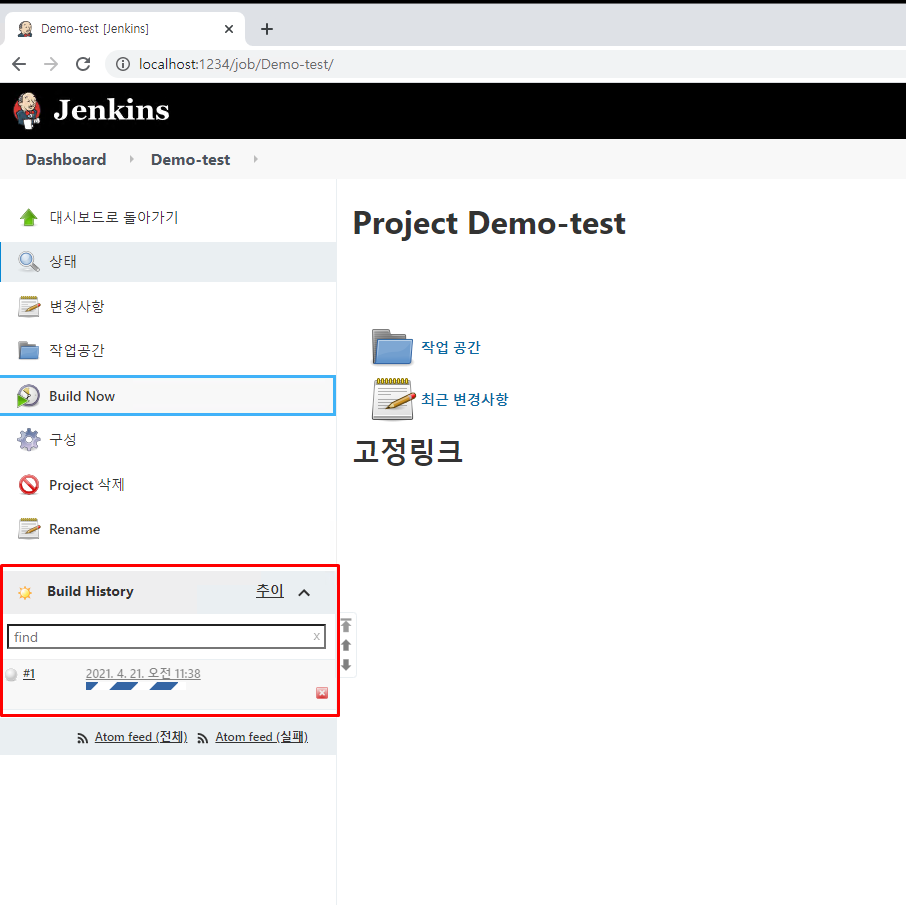 Demo-test [Jenkins]
localhost:1234/job/Demo-test/
Jenkins
Dashboard
Demo-test
대시보드로 돌아가기
상태
변경사항
작업공간
Build Now
구성
Project 삭제
Rename
Build History
추이
find
x
#1
2021. 4. 21. 오전 11:38
Atom feed (전체)
Atom feed (실패)
Project Demo-test
작업 공간
최근 변경사항
고정링크